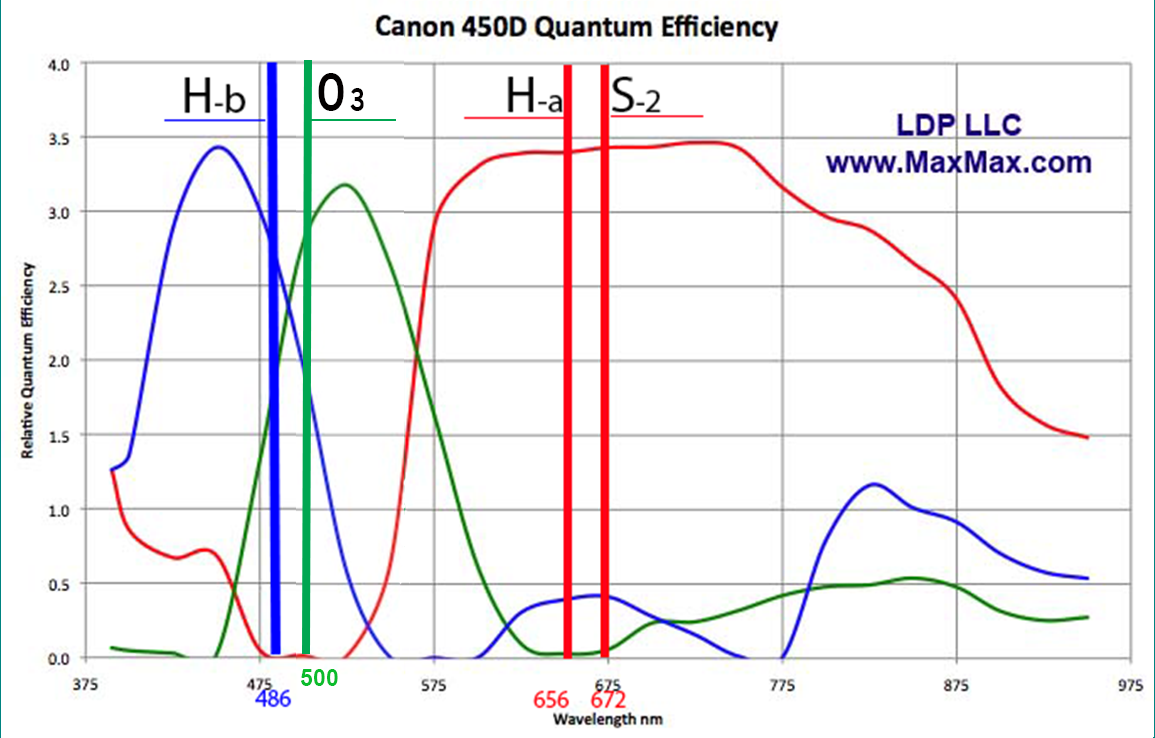 Canon 450D Quantum Efficiency
4.0
H-b
O 3
H-a
S-2
LDP LLC
www.MaxMax.com
3.5
3.0
2.5
2.0
1.5
1.0
0.5
0.0
Relative Quantum Efficiency
375 475 575 675 775 875 975
486 500 656 672
Wavelength nm